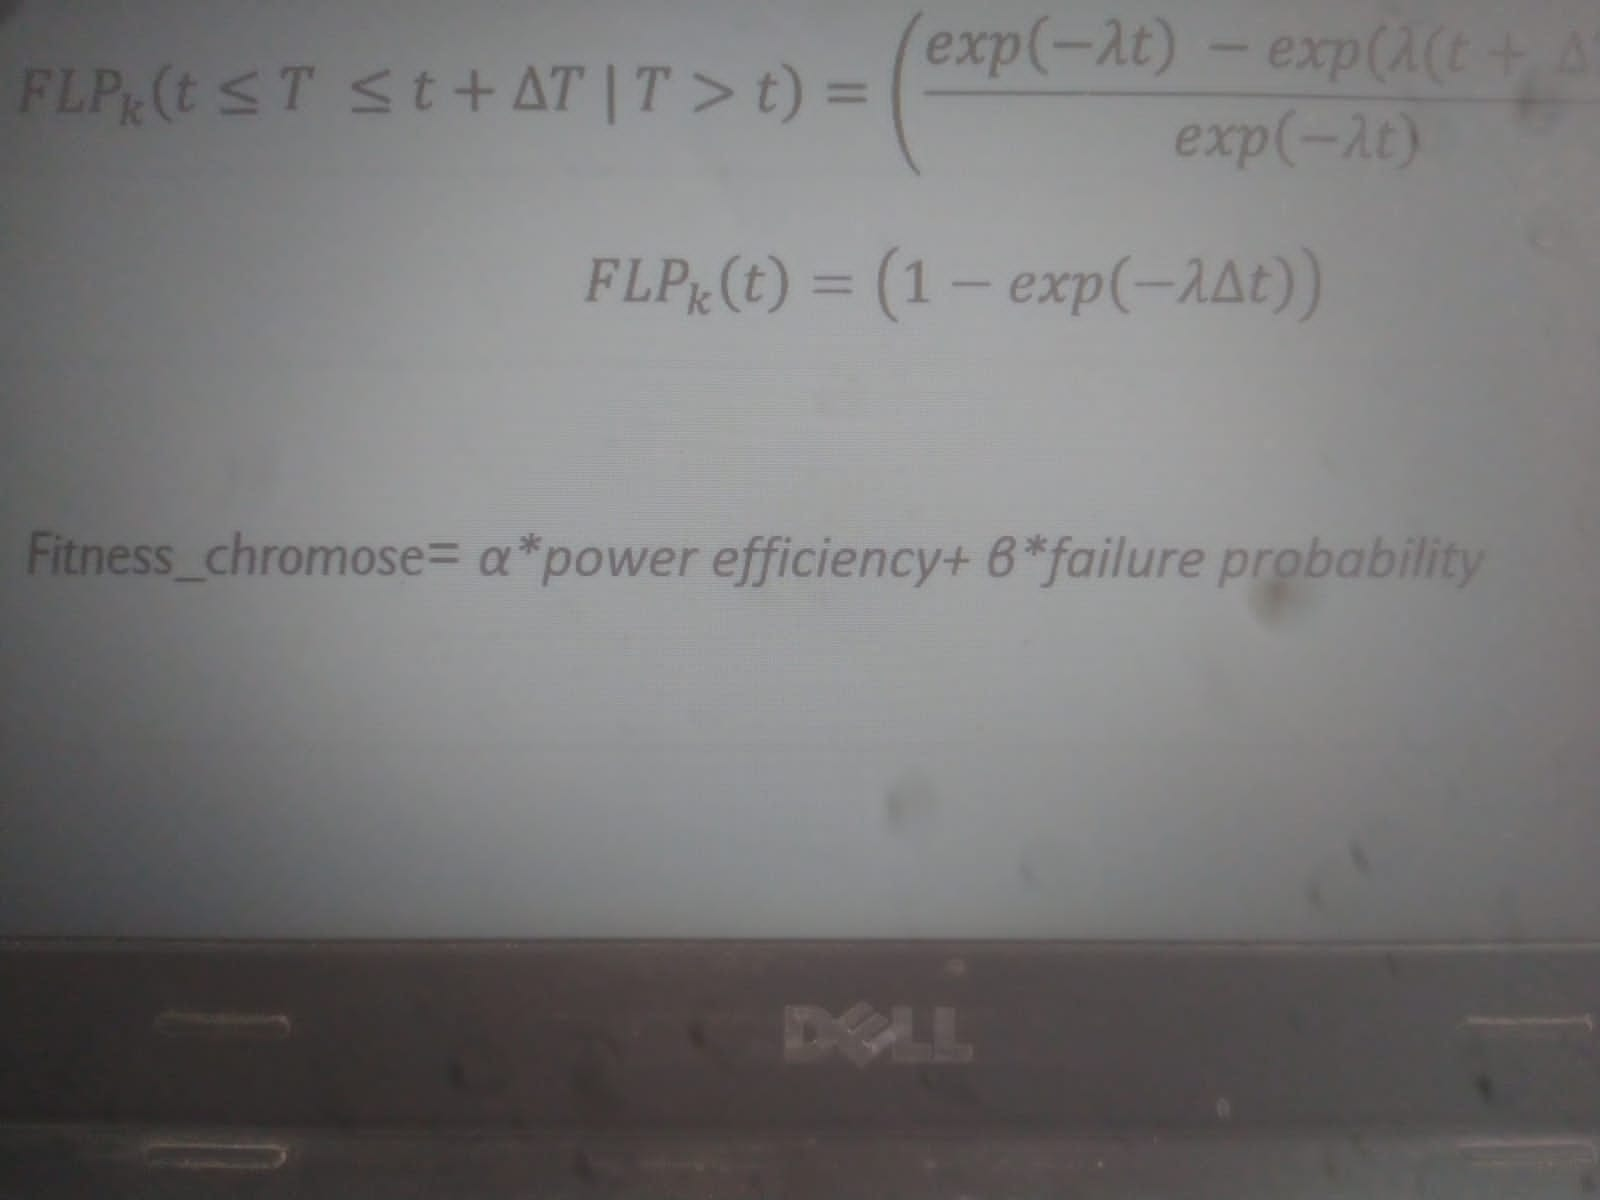 FLPₖ(t ≤ T ≤ t + ΔT | T > t) = (exp(−λt) − exp(λ(t + Δ
exp(−λt)
FLPₖ(t) = (1 − exp(−λΔt))
Fitness_chromose= α*power efficiency+ β*failure probability
DELL